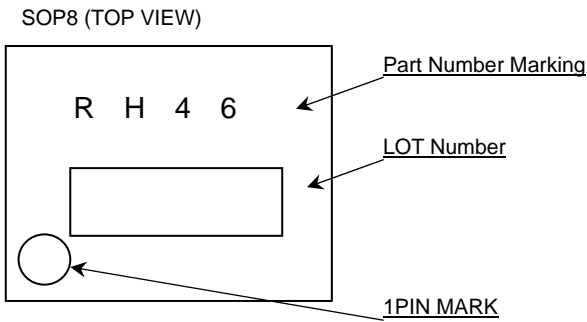 SOP8 (TOP VIEW)
Part Number Marking
R H 4 6
LOT Number
1PIN MARK